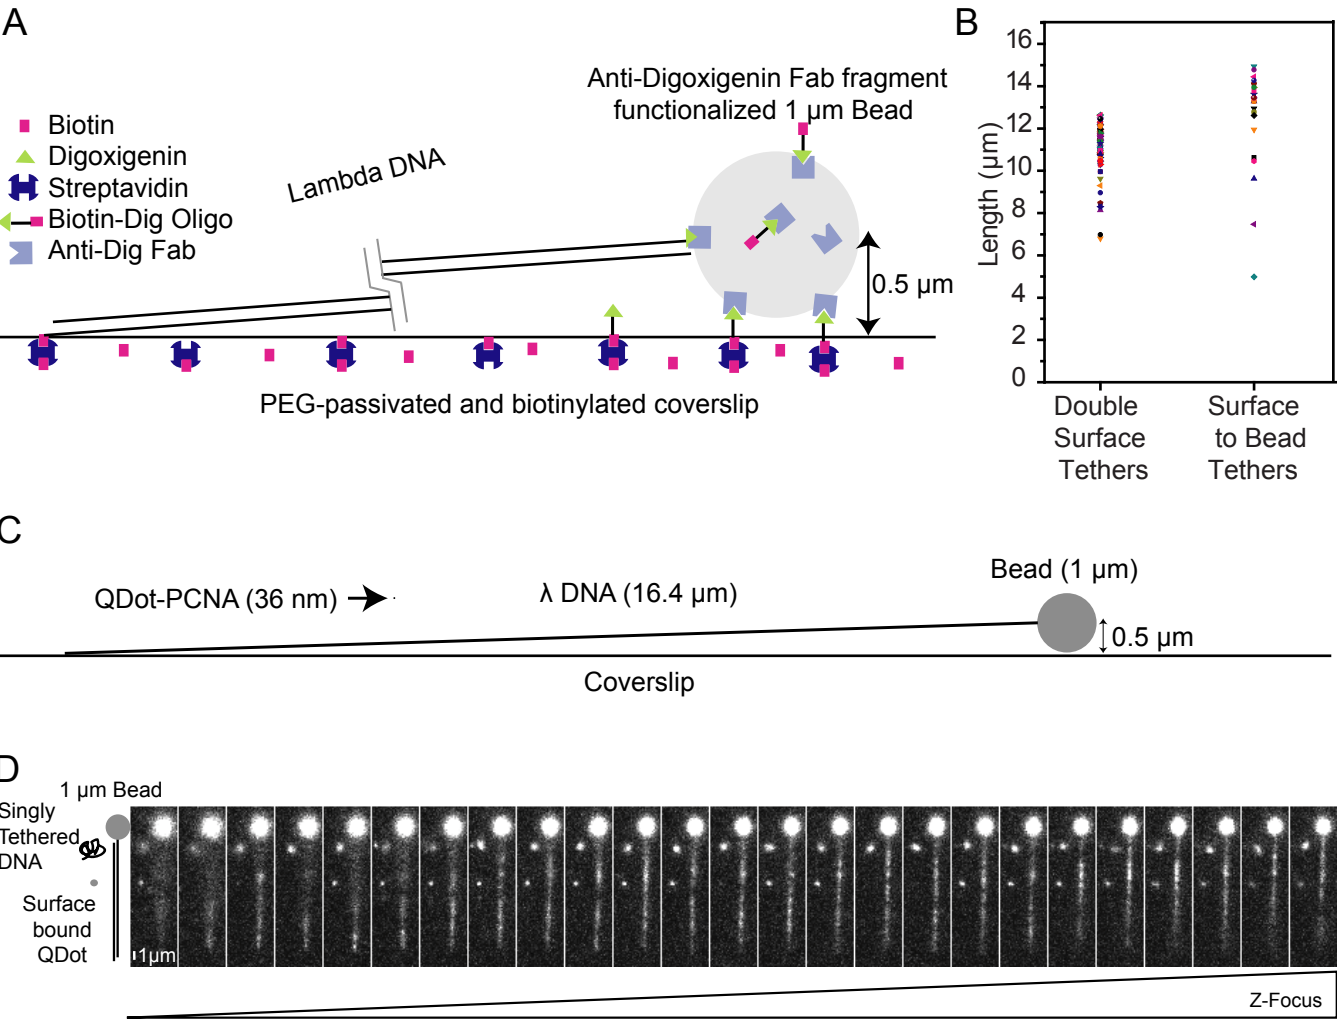 A
Anti-Digoxigenin Fab fragment
functionalized 1 μm Bead
Biotin
Digoxigenin
Streptavidin
Biotin-Dig Oligo
Anti-Dig Fab
Lambda DNA
0.5 μm
PEG-passivated and biotinylated coverslip
B
Length (μm)
16
14
12
10
8
6
4
2
0
Double
Surface
Tethers
Surface
to Bead
Tethers
C
QDot-PCNA (36 nm)
λ DNA (16.4 μm)
Bead (1 μm)
0.5 μm
Coverslip
D
1 μm Bead
Singly
Tethered
DNA
Surface
bound
QDot
1μm
Z-Focus